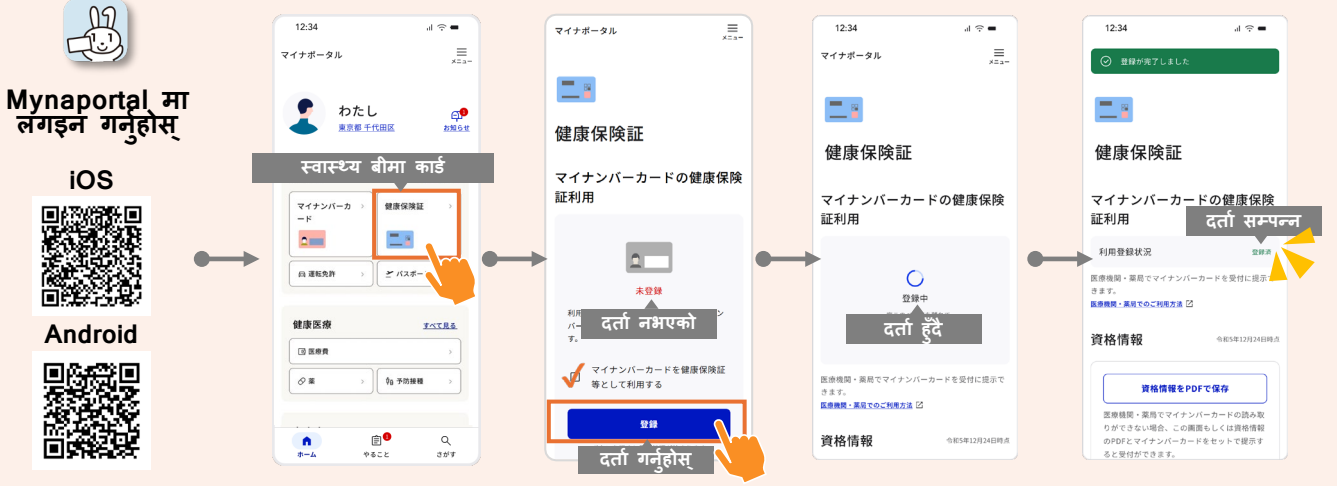 Mynaportal मा
लगइन गर्नुहोस्
iOS
Android
12:34
マイナポータル
メニュー
わたし
東京都 千代田区
お知らせ
स्वास्थ्य बीमा कार्ड
マイナンバーカ
ード
健康保険証
運転免許
パスポー
健康医療
すべて見る
医療費
薬
予防接種
ホーム
やること
さがす
マイナポータル
メニュー
健康保険証
マイナンバーカードの健康保険
証利用
未登録
दर्ता नभएको
マイナンバーカードを健康保険証
等として利用する
登録
दर्ता गर्नुहोस्
12:34
マイナポータル
メニュー
健康保険証
マイナンバーカードの健康保険
証利用
登録中
दर्ता हुँदै
医療機関・薬局でマイナンバーカードを受付に提示で
きます。
医療機関・薬局でのご利用方法
資格情報
令和5年12月24日時点
12:34
登録が完了しました
健康保険証
マイナンバーカードの健康保険
証利用
दर्ता सम्पन्न
利用登録状況
登録済
医療機関・薬局でマイナンバーカードを受付に提示で
きます。
医療機関・薬局でのご利用方法
資格情報
令和5年12月24日時点
資格情報をPDFで保存
医療機関・薬局でマイナンバーカードの読み取
りができない場合、この画面もしくは資格情報
のPDFとマイナンバーカードをセットで提示す
ると受付ができます。